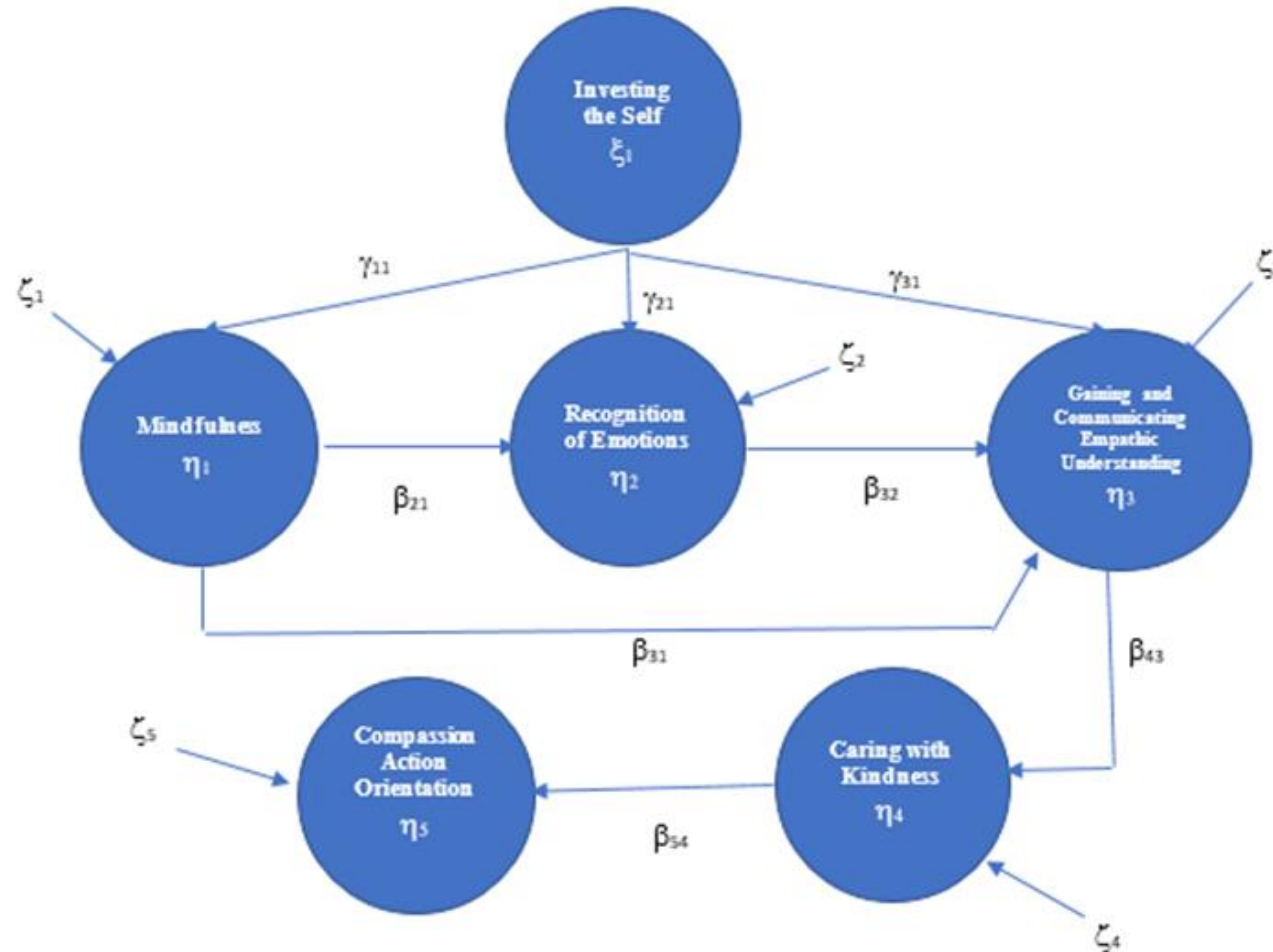 Investing
the Self
ξ₁
γ₁₁
γ₂₁
γ₃₁
ζ
ζ₁
ζ₂
Mindfulness
η₁
Recognition
of Emotions
η₂
Gaining and
Communicating
Empathic
Understanding
η₃
β₂₁
β₃₂
β₃₁
β₄₃
ζ₅
Compassion
Action
Orientation
η₅
Caring with
Kindness
η₄
β₅₄
ζ₄